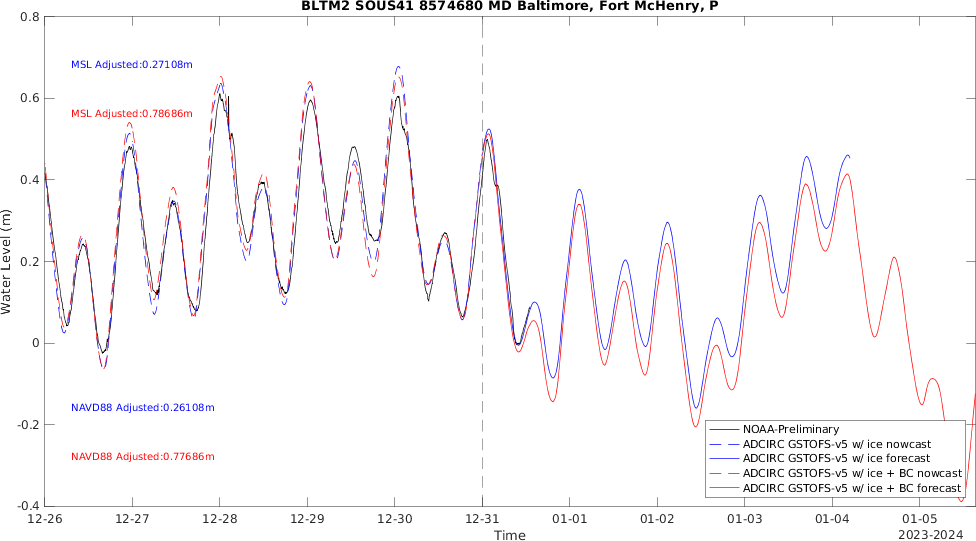 BLTM2 SOUS41 8574680 MD Baltimore, Fort McHenry, P
0.8
MSL Adjusted:0.27108m
0.6
MSL Adjusted:0.78686m
0.4
Water Level (m)
0.2
0
NAVD88 Adjusted:0.26108m
-0.2
NAVD88 Adjusted:0.77686m
-0.4
NOAA-Preliminary
ADCIRC GSTOFS-v5 w/ ice nowcast
ADCIRC GSTOFS-v5 w/ ice forecast
ADCIRC GSTOFS-v5 w/ ice + BC nowcast
ADCIRC GSTOFS-v5 w/ ice + BC forecast
12-26 12-27 12-28 12-29 12-30 12-31 01-01 01-02 01-03 01-04 01-05
Time
2023-2024